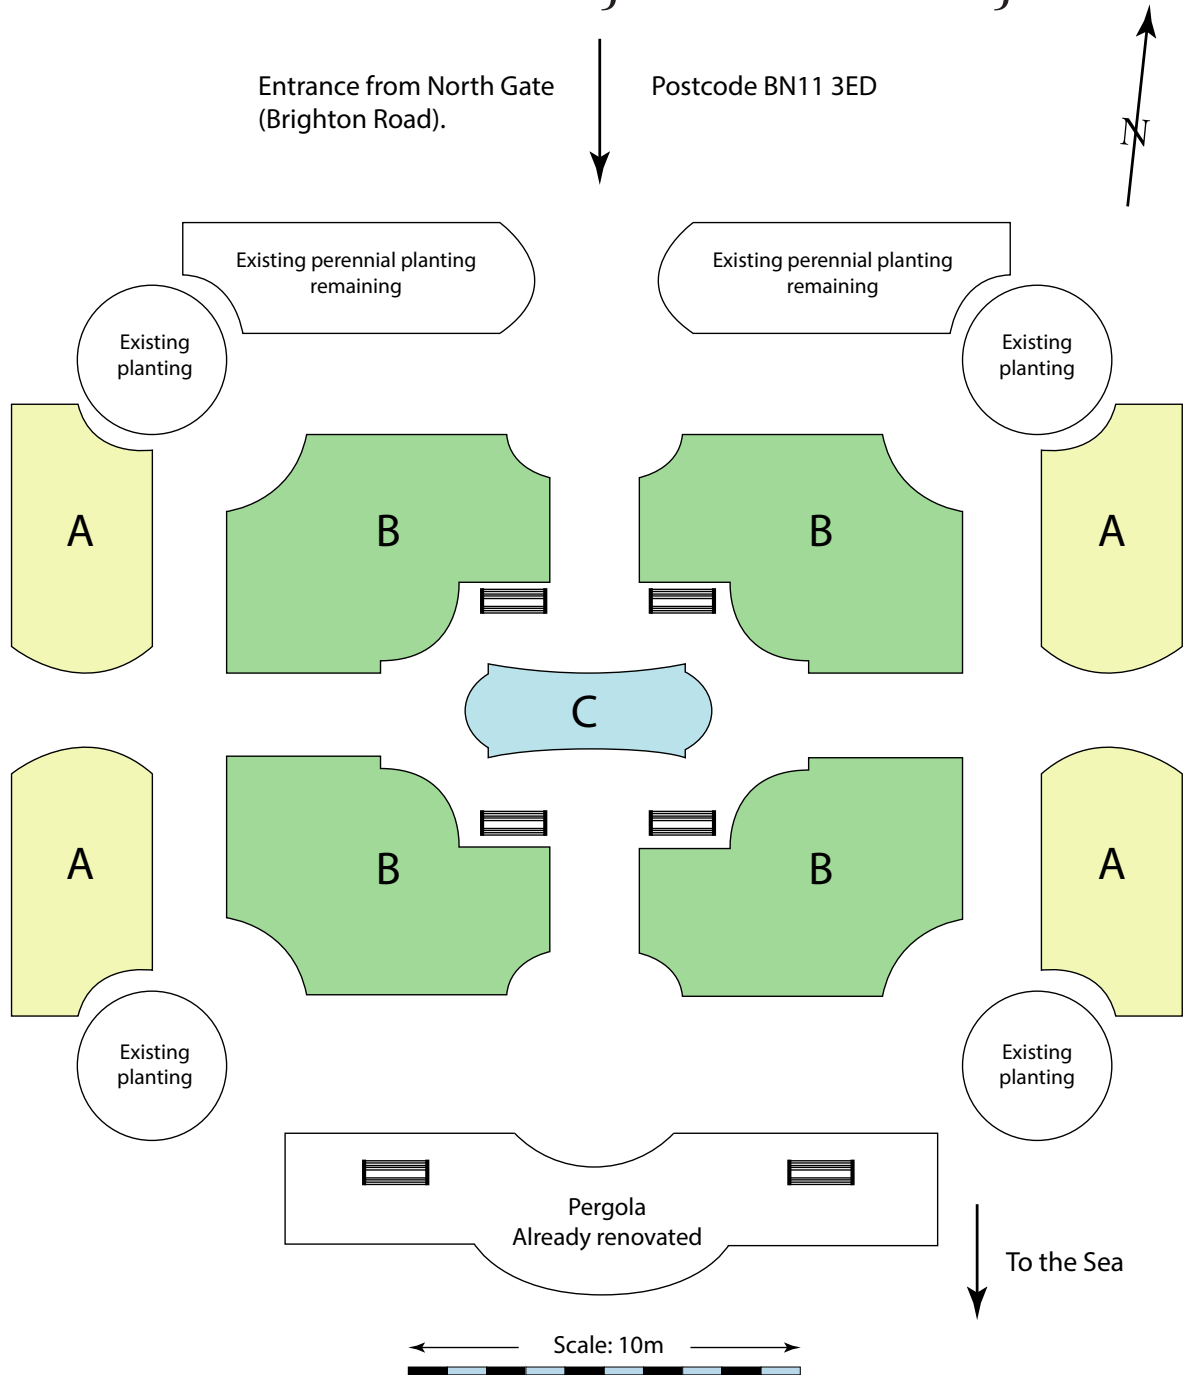 Entrance from North Gate
(Brighton Road).
Postcode BN11 3ED
N
Existing perennial planting
remaining
Existing perennial planting
remaining
Existing
planting
Existing
planting
A
B
B
A
C
A
B
B
A
Existing
planting
Existing
planting
Pergola
Already renovated
To the Sea
Scale: 10m